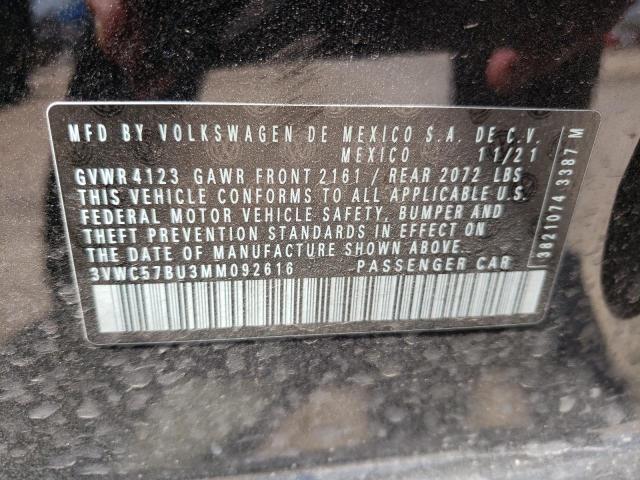 MFD BY VOLKSWAGEN DE MEXICO S.A. DE C.V.
MEXICO 11/21
GVWR 4123 GAWR FRONT 2161 / REAR 2072 LBS
THIS VEHICLE CONFORMS TO ALL APPLICABLE U.S.
FEDERAL MOTOR VEHICLE SAFETY, BUMPER AND
THEFT PREVENTION STANDARDS IN EFFECT ON
THE DATE OF MANUFACTURE SHOWN ABOVE.
3VWC57BU3MM092616 PASSENGER CAR
3821074 3387 M